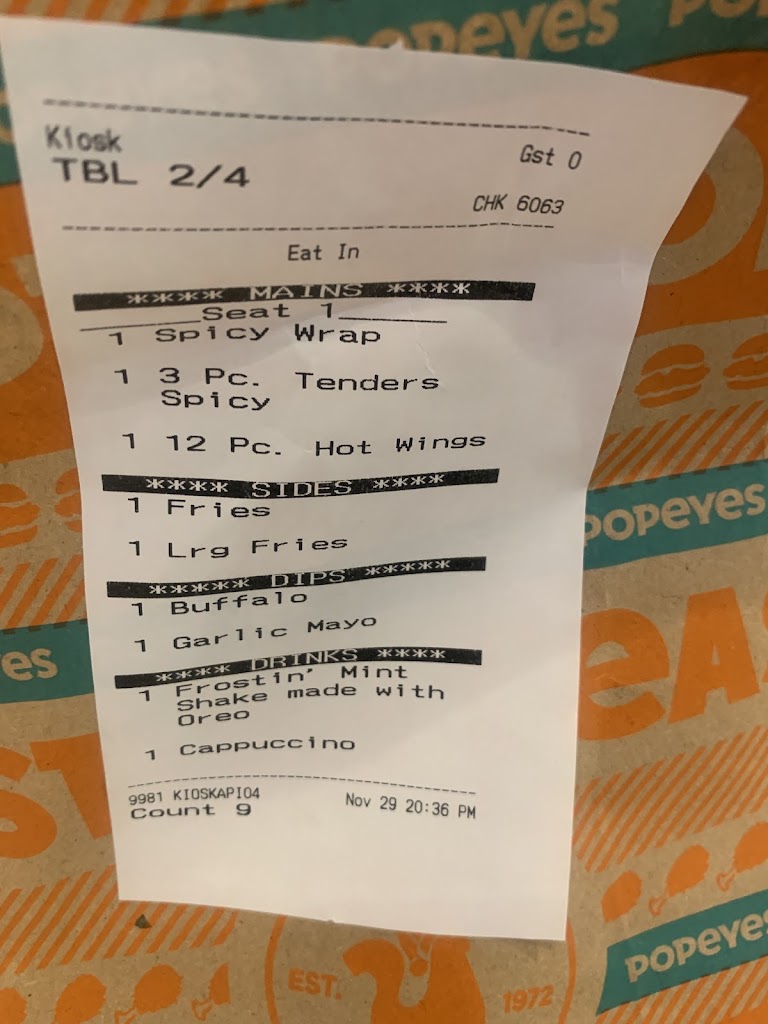 POPEYES
Kiosk
Gst 0
TBL 2/4
CHK 6063
Eat In
**** MAINS ****
Seat 1
1 Spicy Wrap
1 3 Pc. Tenders
Spicy
1 12 Pc. Hot Wings
**** SIDES ****
1 Fries
1 Lrg Fries
***** DIPS *****
1 Buffalo
1 Garlic Mayo
**** DRINKS ****
1 Frostin' Mint
Shake made with
Oreo
1 Cappuccino
9981 KIOSKAPI04
Nov 29 20:36 PM
Count 9
POPEYES
POPEYES
EST. 1972